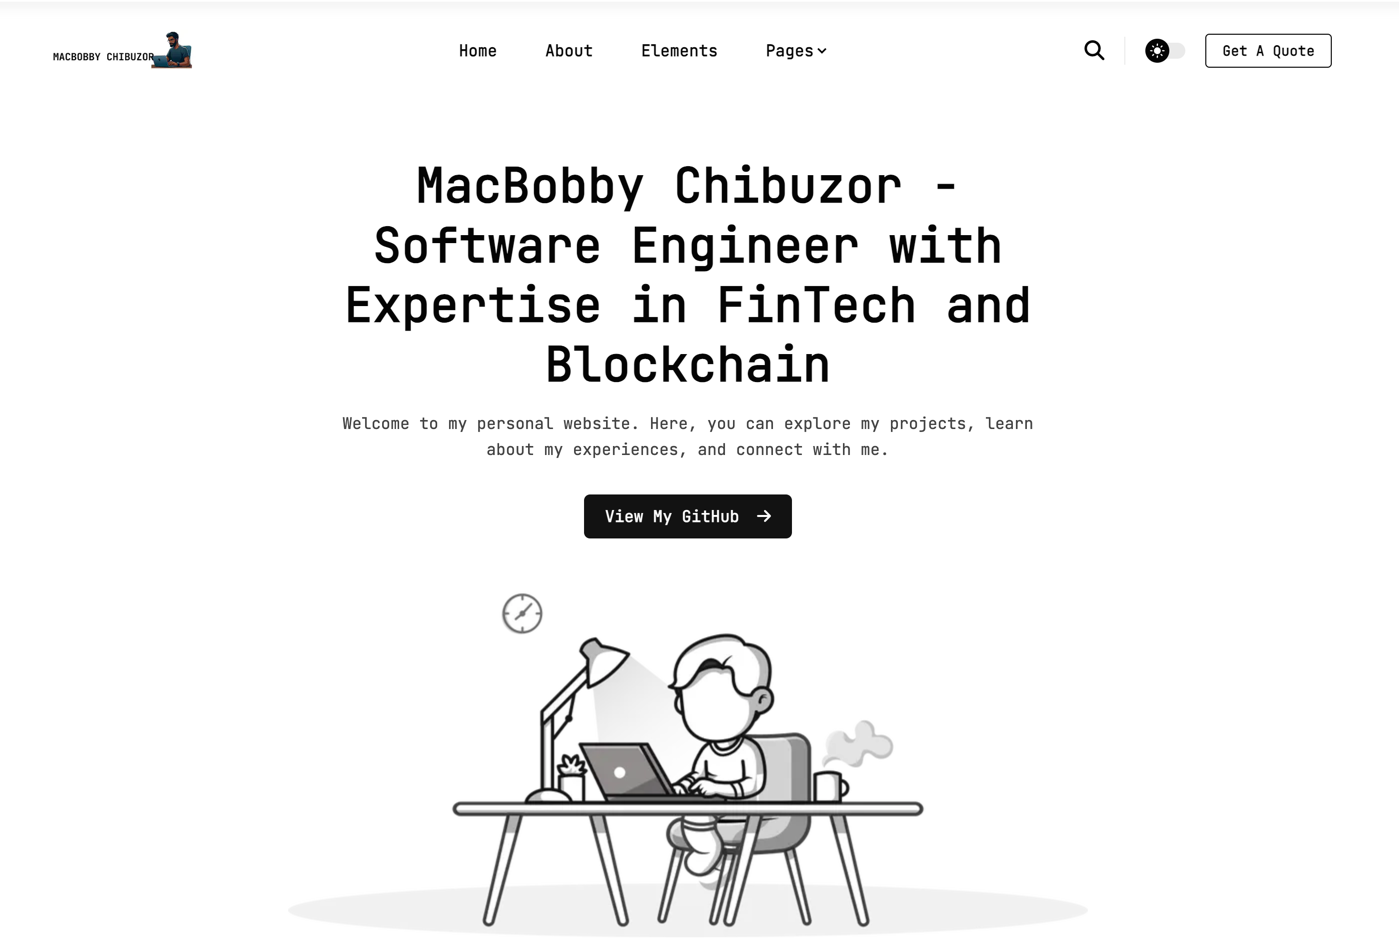 MACBOBBY CHIBUZOR
Home
About
Elements
Pages
Get A Quote
MacBobby Chibuzor -
Software Engineer with
Expertise in FinTech and
Blockchain
Welcome to my personal website. Here, you can explore my projects, learn
about my experiences, and connect with me.
View My GitHub